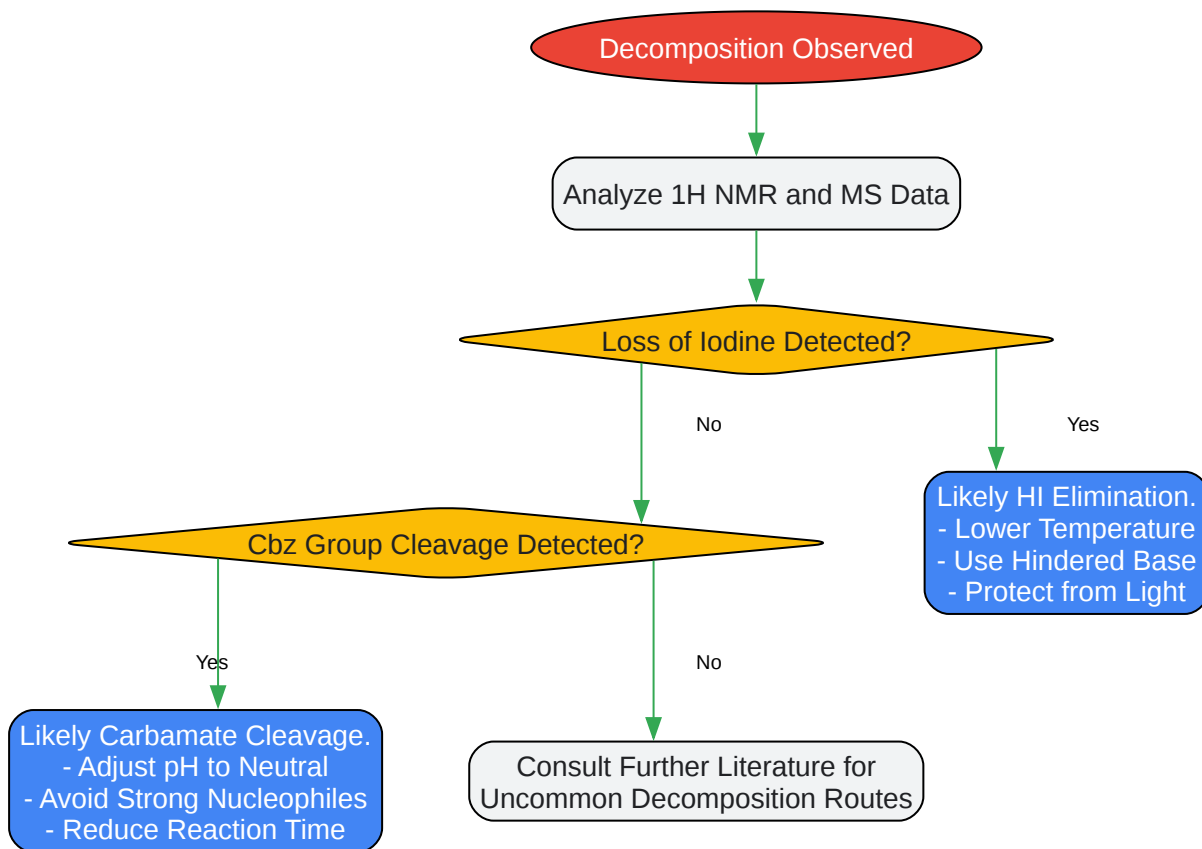 Decomposition Observed
Analyze 1H NMR and MS Data
Loss of Iodine Detected?
No
Yes
Likely HI Elimination.
- Lower Temperature
- Use Hindered Base
- Protect from Light
Cbz Group Cleavage Detected?
Yes
No
Likely Carbamate Cleavage.
- Adjust pH to Neutral
- Avoid Strong Nucleophiles
- Reduce Reaction Time
Consult Further Literature for
Uncommon Decomposition Routes